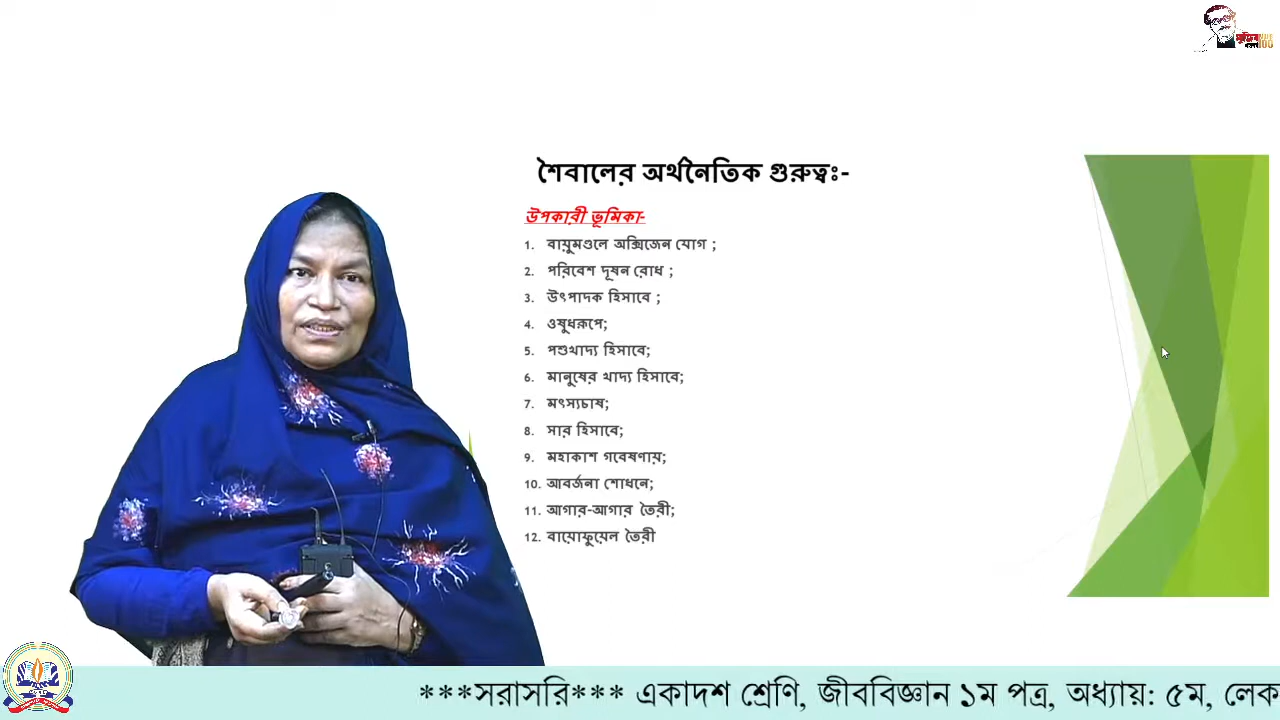 শৈবালের অর্থনৈতিক গুরুত্বঃ-
উপকারী ভূমিকা-
1. বায়ুমণ্ডলে অক্সিজেন যোগ ;
2. পরিবেশ দূষন রোধ ;
3. উৎপাদক হিসাবে ;
4. ওষুধরূপে;
5. পশুখাদ্য হিসাবে;
6. মানুষের খাদ্য হিসাবে;
7. মৎস্যচাষ;
8. সার হিসাবে;
9. মহাকাশ গবেষণায়;
10. আবর্জনা শোধনে;
11. আগার-আগার তৈরী;
12. বায়োফুয়েল তৈরী
***সরাসরি*** একাদশ শ্রেণি, জীববিজ্ঞান ১ম পত্র, অধ্যায়: ৫ম, লেক